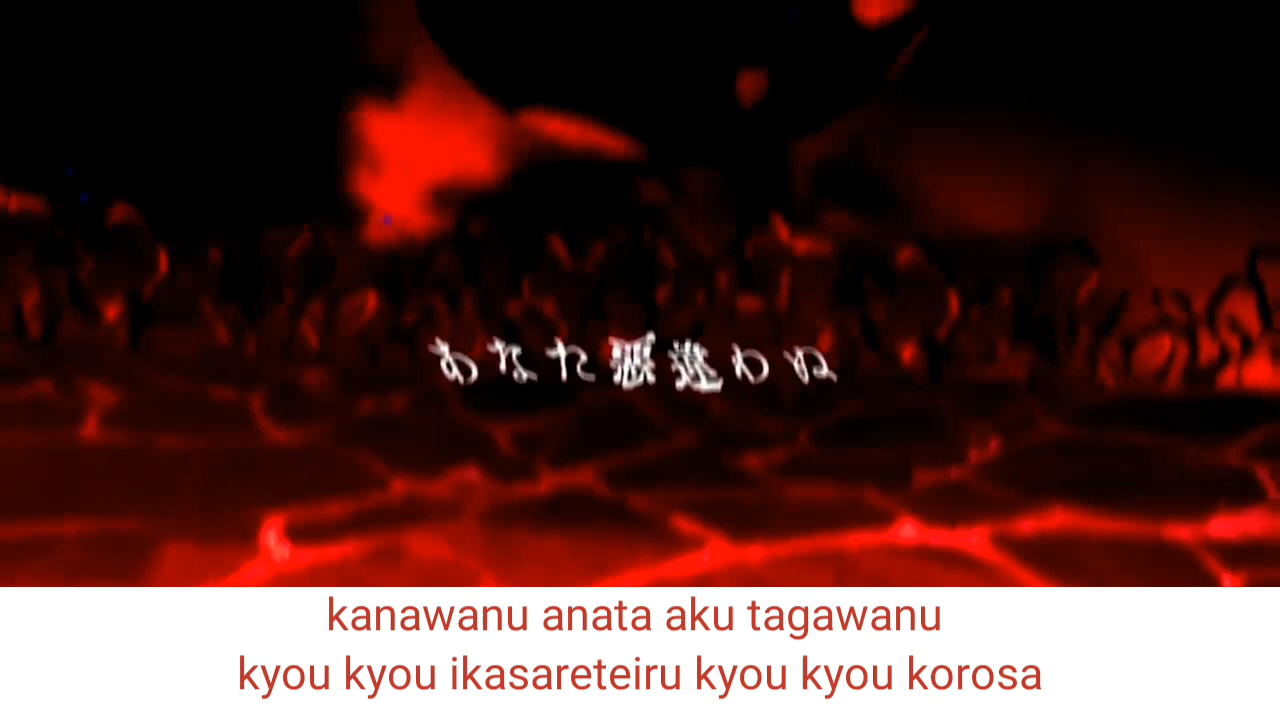 あなた悪違わぬ
kanawanu anata aku tagawanu
kyou kyou ikasareteiru kyou kyou korosa